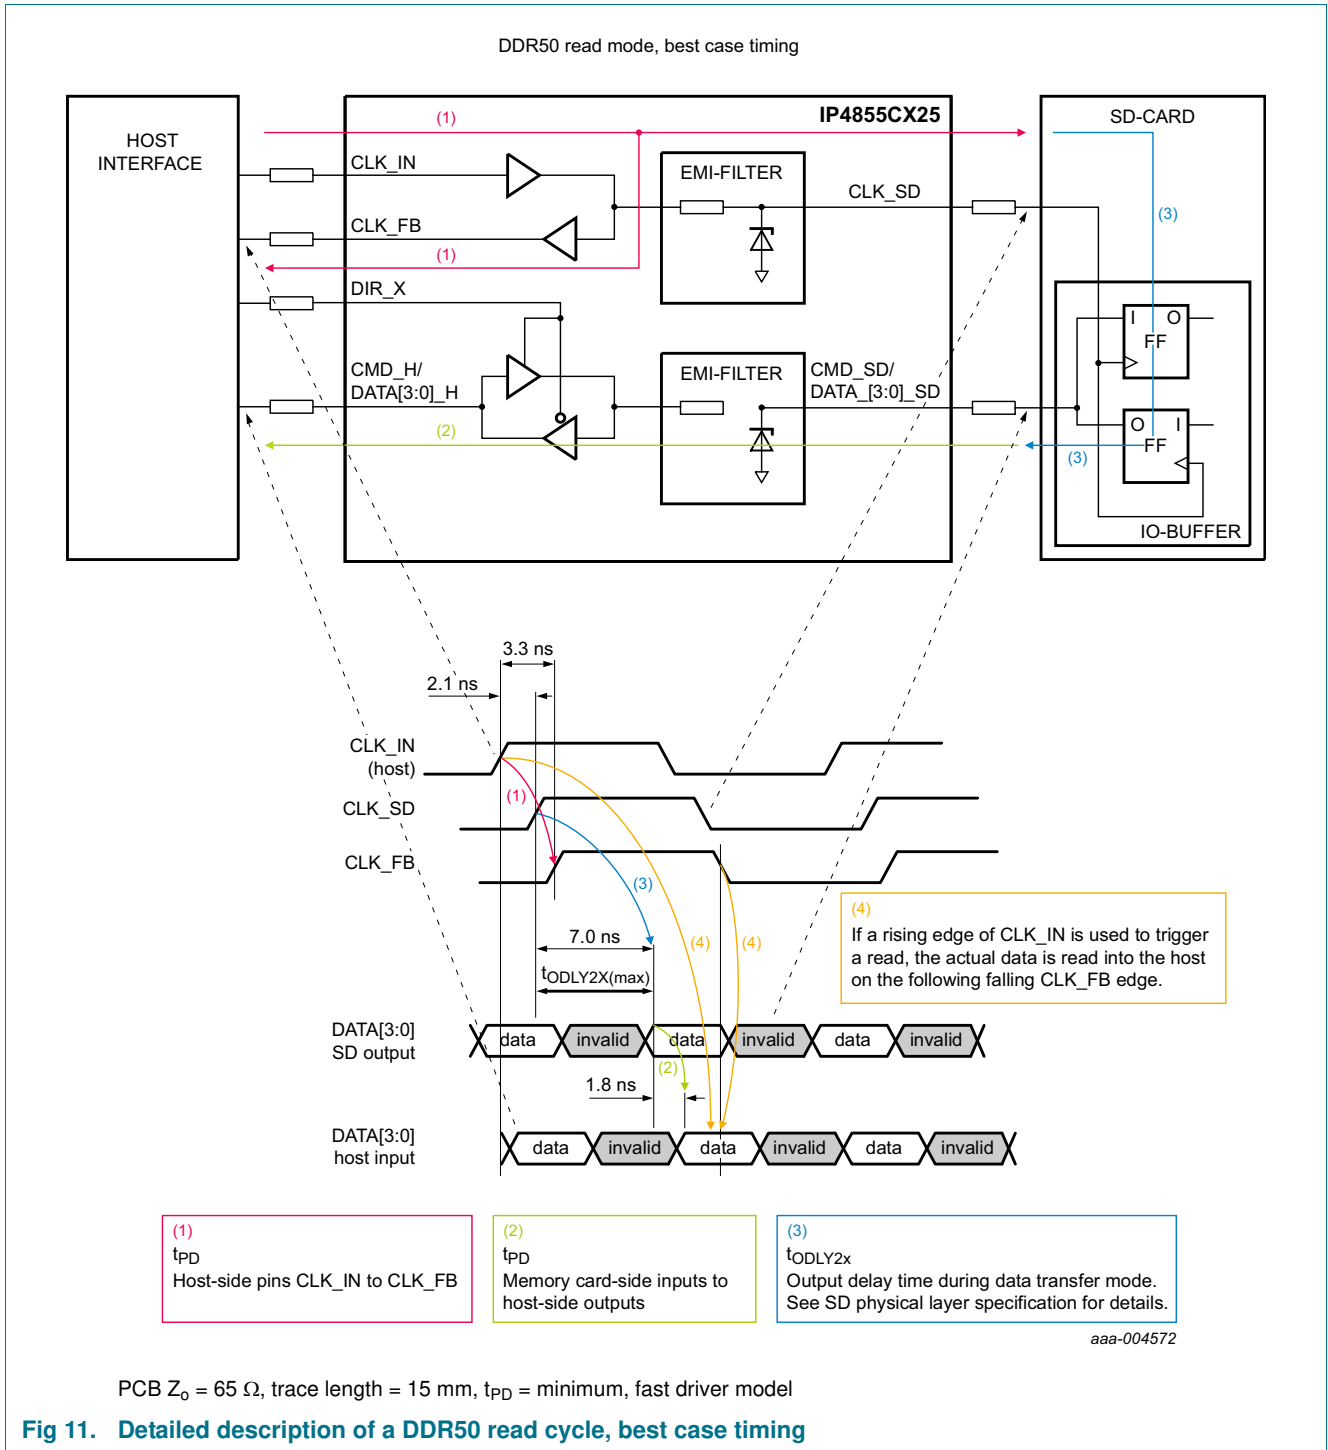 DDR50 read mode, best case timing
HOST
INTERFACE
IP4855CX25
SD-CARD
(1)
CLK_IN
EMI-FILTER
CLK_SD
(3)
CLK_FB
(1)
DIR_X
I O
FF
CMD_H/
DATA[3:0]_H
EMI-FILTER
CMD_SD/
DATA_[3:0]_SD
(2)
O I
FF
(3)
IO-BUFFER
3.3 ns
2.1 ns
CLK_IN
(host)
(1)
CLK_SD
CLK_FB
(3)
(4)
(4)
7.0 ns
tODLY2X(max)
(4)
If a rising edge of CLK_IN is used to trigger
a read, the actual data is read into the host
on the following falling CLK_FB edge.
DATA[3:0]
SD output
data invalid data invalid data invalid
(2)
1.8 ns
DATA[3:0]
host input
data invalid data invalid data invalid
(1)
tPD
Host-side pins CLK_IN to CLK_FB
(2)
tPD
Memory card-side inputs to
host-side outputs
(3)
tODLY2x
Output delay time during data transfer mode.
See SD physical layer specification for details.
aaa-004572
PCB Zo = 65 Ω, trace length = 15 mm, tPD = minimum, fast driver model
Fig 11. Detailed description of a DDR50 read cycle, best case timing